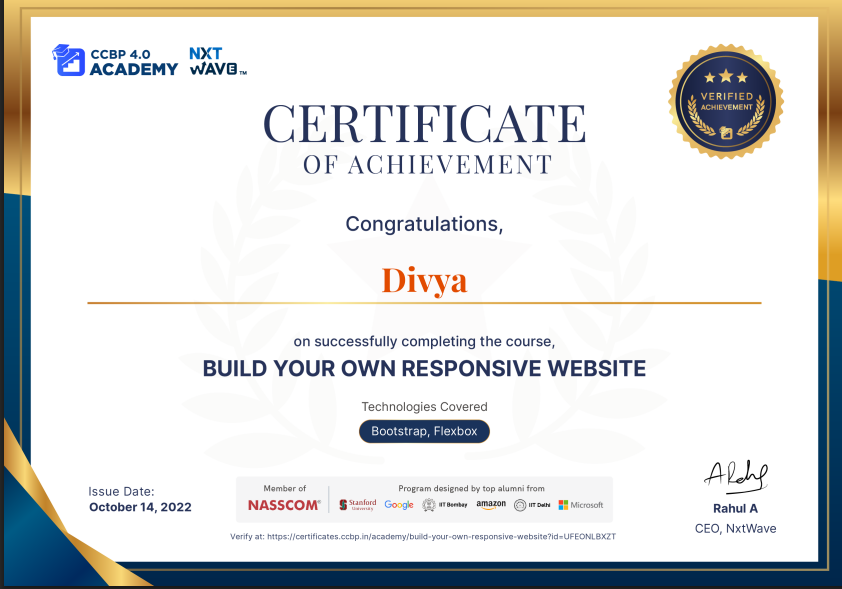 CCBP 4.0
ACADEMY
NXT
WAVE™
VERIFIED
ACHIEVEMENT
CERTIFICATE
OF ACHIEVEMENT
Congratulations,
Divya
on successfully completing the course,
BUILD YOUR OWN RESPONSIVE WEBSITE
Technologies Covered
Bootstrap, Flexbox
Issue Date:
October 14, 2022
Member of
NASSCOM®
Program designed by top alumni from
Stanford
University
Google
IIT Bombay
amazon
IIT Delhi
Microsoft
Verify at: https://certificates.ccbp.in/academy/build-your-own-responsive-website?id=UFEONLBXZT
Rahul A
CEO, NxtWave